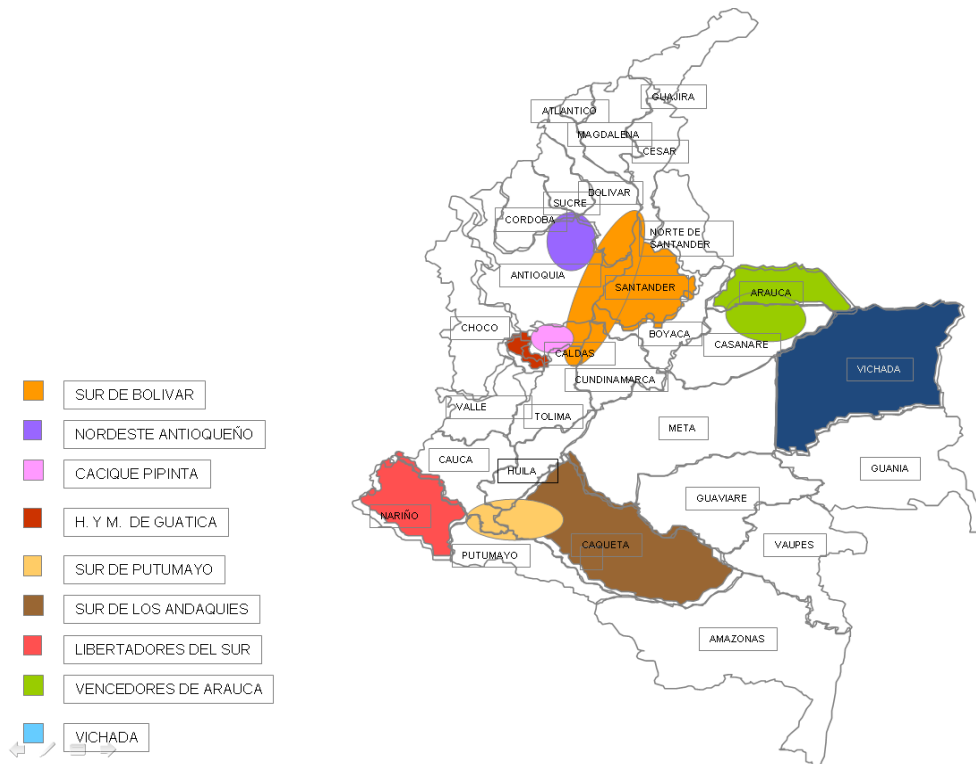 GUAJIRA
ATLANTICO
MAGDALENA
CESAR
BOLIVAR
SUCRE
CORDOBA
NORTE DE
SANTANDER
ANTIOQUIA
SANTANDER
ARAUCA
CHOCO
BOYACA
CASANARE
CALDAS
VICHADA
CUNDINAMARCA
VALLE
TOLIMA
META
CAUCA
HUILA
GUANIA
GUAVIARE
NARIÑO
CAQUETA
VAUPES
PUTUMAYO
AMAZONAS
SUR DE BOLIVAR
NORDESTE ANTIOQUEÑO
CACIQUE PIPINTA
H. Y M. DE GUATICA
SUR DE PUTUMAYO
SUR DE LOS ANDAQUIES
LIBERTADORES DEL SUR
VENCEDORES DE ARAUCA
VICHADA